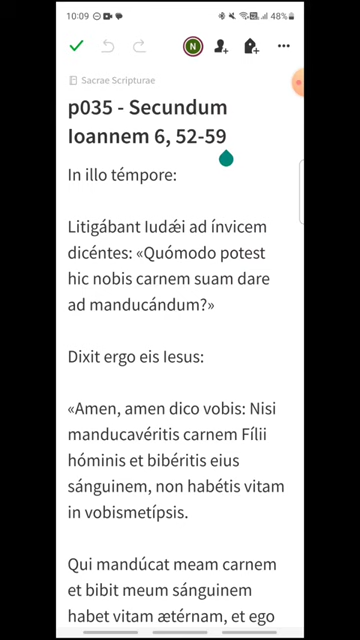 10:09
48%
N
Sacrae Scripturae
p035 - Secundum
Ioannem 6, 52-59
In illo témpore:
Litigábant Iudǽi ad ínvicem
dicéntes: «Quómodo potest
hic nobis carnem suam dare
ad manducándum?»
Dixit ergo eis Iesus:
«Amen, amen dico vobis: Nisi
manducavéritis carnem Fílii
hóminis et bibéritis eius
sánguinem, non habétis vitam
in vobismetípsis.
Qui mandúcat meam carnem
et bibit meum sánguinem
habet vitam ætérnam, et ego